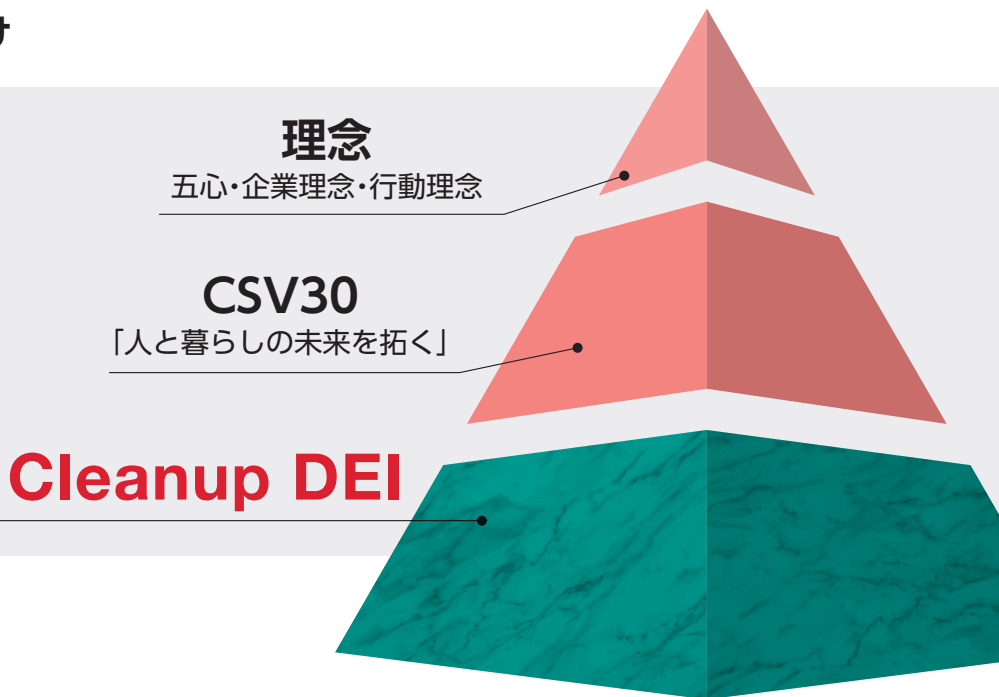 け
理念
五心・企業理念・行動理念
CSV30
「人と暮らしの未来を拓く」
Cleanup DEI